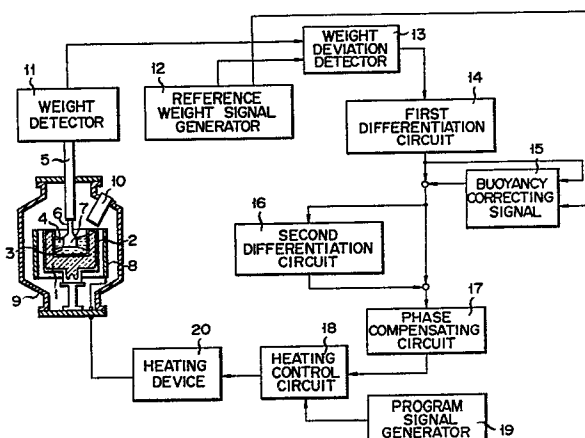 13
WEIGHT
DEVIATION
DETECTOR
11
WEIGHT
DETECTOR
12
REFERENCE
WEIGHT SIGNAL
GENERATOR
14
FIRST
DIFFERENTIATION
CIRCUIT
5
10
15
BUOYANCY
CORRECTING
SIGNAL
6
7
4
2
3
8
1
9
16
SECOND
DIFFERENTIATION
CIRCUIT
17
PHASE
COMPENSATING
CIRCUIT
20
HEATING
DEVICE
18
HEATING
CONTROL
CIRCUIT
PROGRAM
SIGNAL
GENERATOR
19